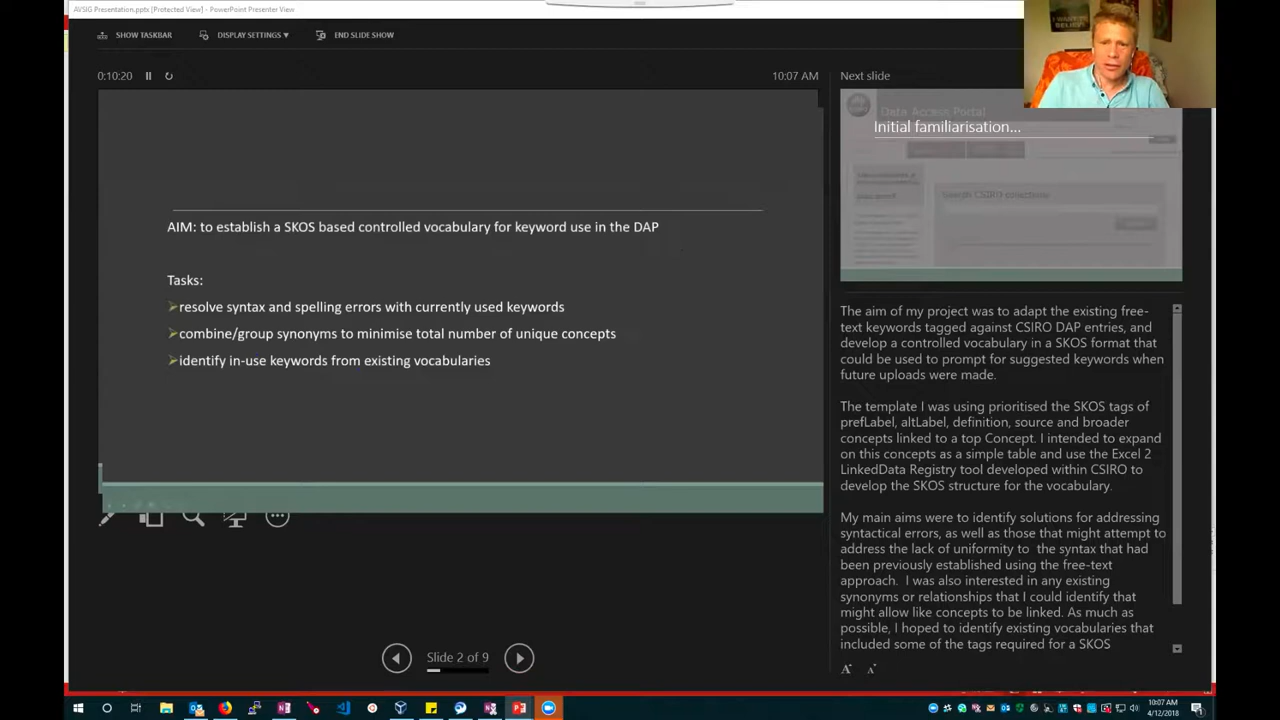 AVSIG Presentation.pptx [Protected View] - PowerPoint Presenter View
SHOW TASKBAR
DISPLAY SETTINGS ▼
END SLIDE SHOW
0:10:20
10:07 AM
AIM: to establish a SKOS based controlled vocabulary for keyword use in the DAP
Tasks:
resolve syntax and spelling errors with currently used keywords
combine/group synonyms to minimise total number of unique concepts
identify in-use keywords from existing vocabularies
Slide 2 of 9
Next slide
Data Access Portal
Initial familiarisation...
Search CSIRO collections
The aim of my project was to adapt the existing free-
text keywords tagged against CSIRO DAP entries, and
develop a controlled vocabulary in a SKOS format that
could be used to prompt for suggested keywords when
future uploads were made.
The template I was using prioritised the SKOS tags of
prefLabel, altLabel, definition, source and broader
concepts linked to a top Concept. I intended to expand
on this concepts as a simple table and use the Excel 2
LinkedData Registry tool developed within CSIRO to
develop the SKOS structure for the vocabulary.
My main aims were to identify solutions for addressing
syntactical errors, as well as those that might attempt to
address the lack of uniformity to the syntax that had
been previously established using the free-text
approach. I was also interested in any existing
synonyms or relationships that I could identify that
might allow like concepts to be linked. As much as
possible, I hoped to identify existing vocabularies that
included some of the tags required for a SKOS
A A
10:07 AM
4/12/2018